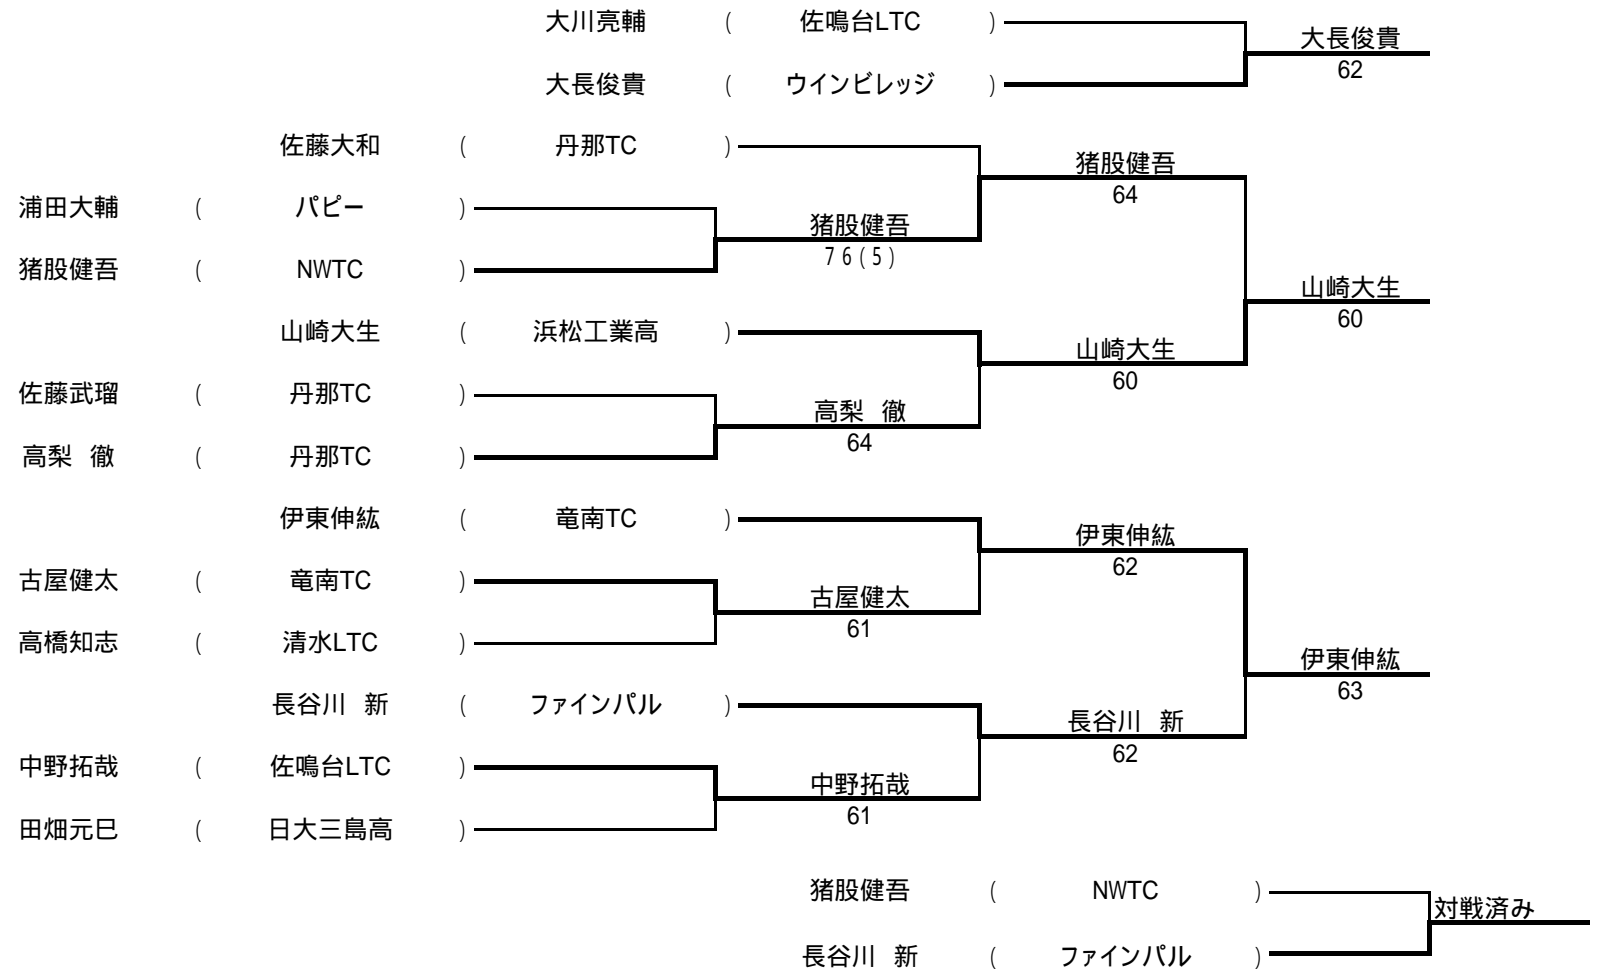 大川亮輔 ( 佐鳴台LTC )
大長俊貴
62
大長俊貴 ( ウインビレッジ )
佐藤大和 ( 丹那TC )
猪股健吾
64
浦田大輔 ( パピー )
猪股健吾
76(5)
猪股健吾 ( NWTC )
山崎大生
60
山崎大生 ( 浜松工業高 )
山崎大生
60
佐藤武瑠 ( 丹那TC )
高梨 徹
64
高梨 徹 ( 丹那TC )
伊東伸紘 ( 竜南TC )
伊東伸紘
62
古屋健太 ( 竜南TC )
古屋健太
61
高橋知志 ( 清水LTC )
伊東伸紘
63
長谷川 新 ( ファインパル )
長谷川 新
62
中野拓哉 ( 佐鳴台LTC )
中野拓哉
61
田畑元巳 ( 日大三島高 )
猪股健吾 ( NWTC )
対戦済み
長谷川 新 ( ファインパル )